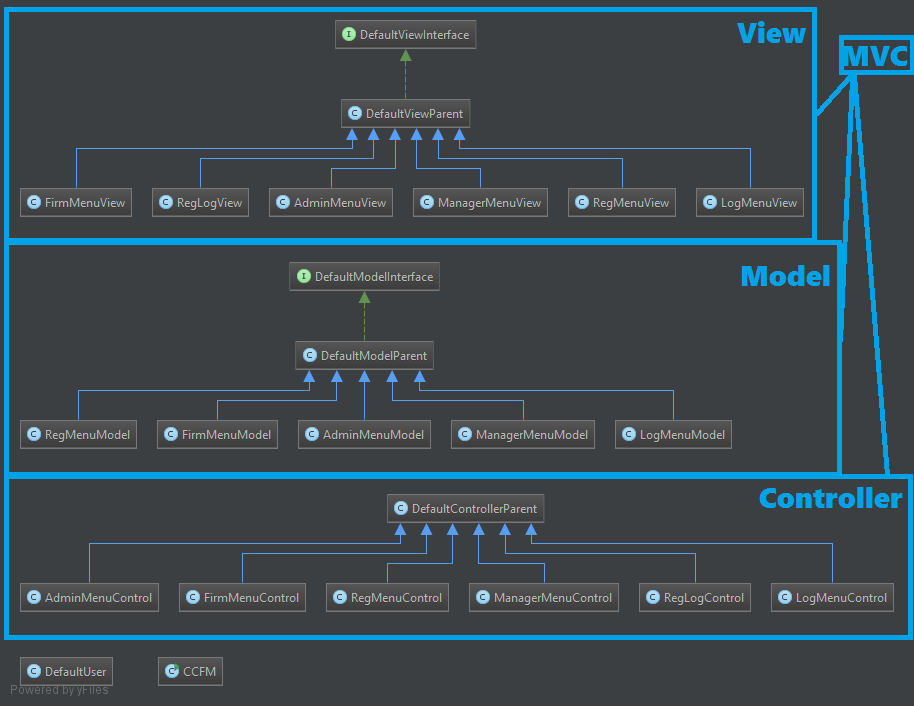 DefaultViewInterface
View
MVC
DefaultViewParent
FirmMenuView
RegLogView
AdminMenuView
ManagerMenuView
RegMenuView
LogMenuView
DefaultModelInterface
Model
DefaultModelParent
RegMenuModel
FirmMenuModel
AdminMenuModel
ManagerMenuModel
LogMenuModel
Controller
DefaultControllerParent
AdminMenuControl
FirmMenuControl
RegMenuControl
ManagerMenuControl
RegLogControl
LogMenuControl
DefaultUser
CCFM
Powered by yFiles